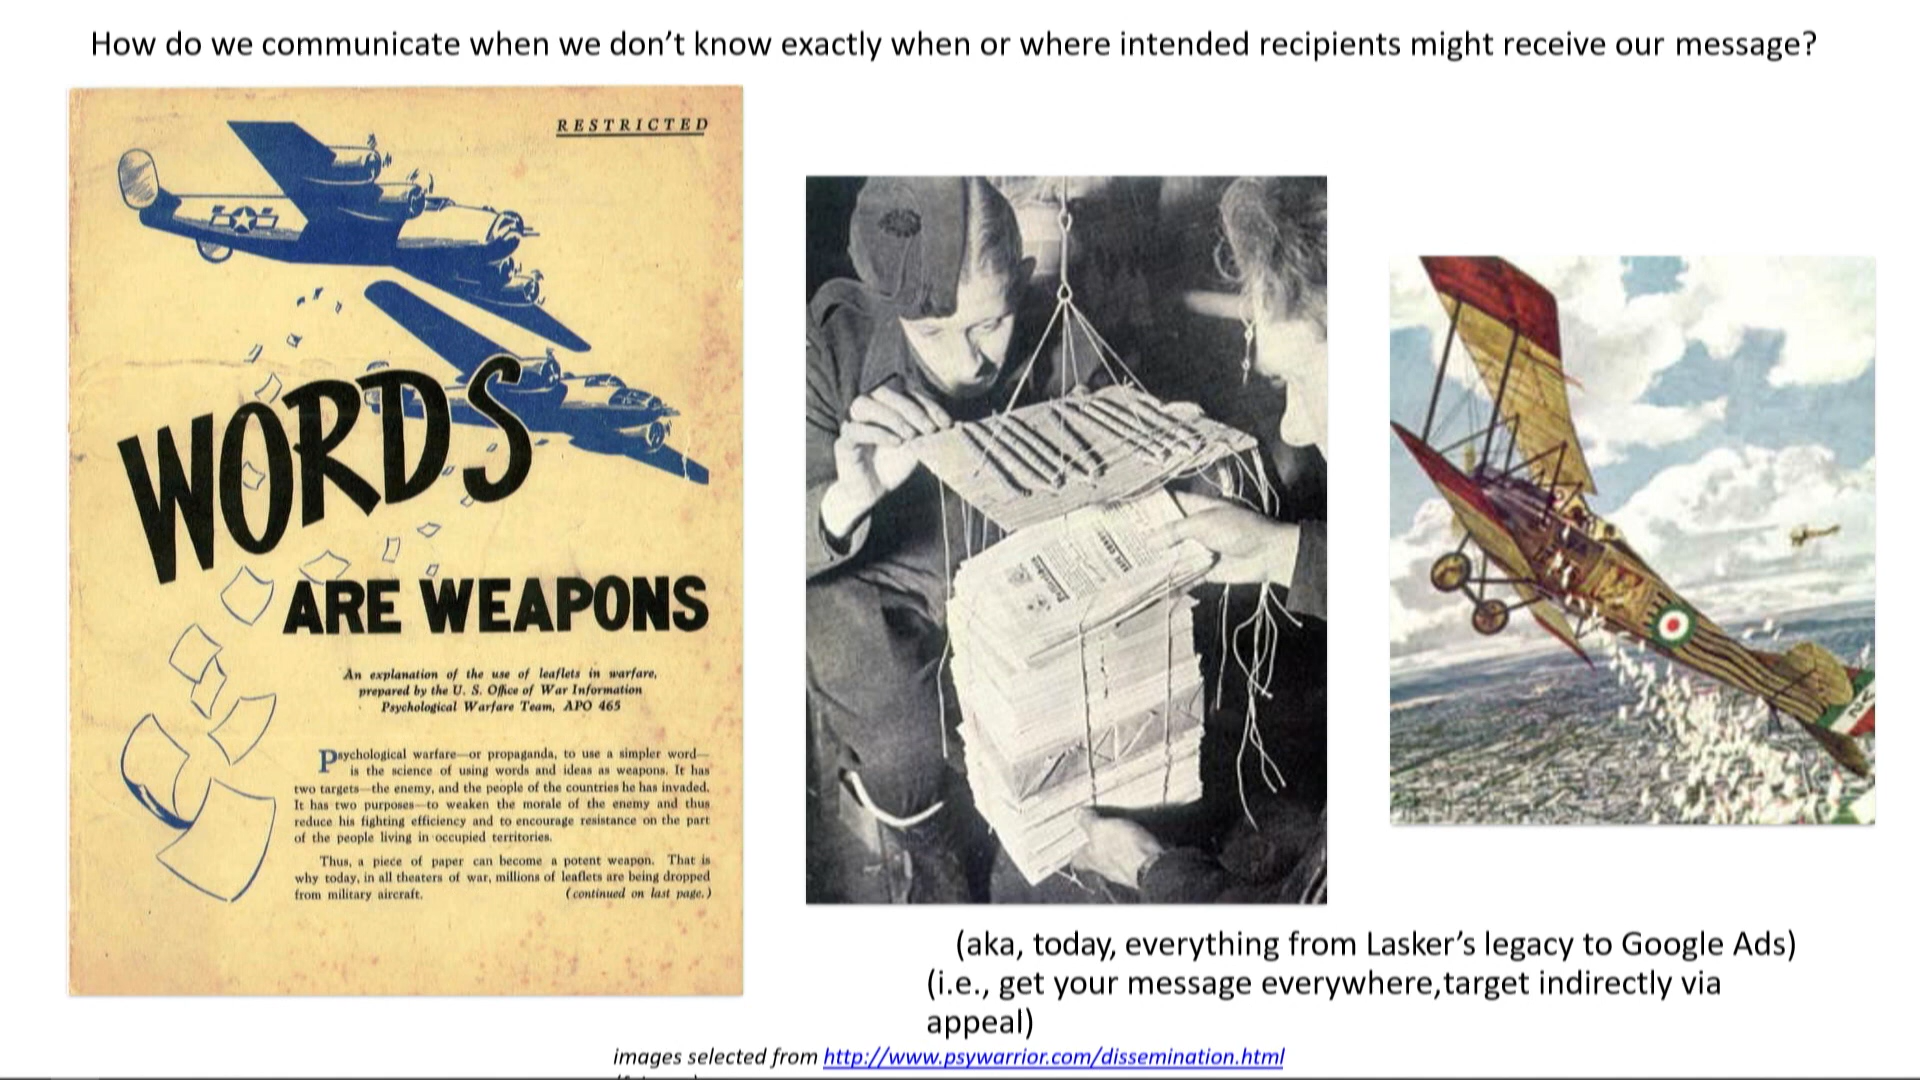 How do we communicate when we don’t know exactly when or where intended recipients might receive our message?
RESTRICTED
WORDS
ARE WEAPONS
An explanation of the use of leaflets in warfare,
prepared by the U. S. Office of War Information
Psychological Warfare Team, APO 465
Psychological warfare—or propaganda, to use a simpler word—
is the science of using words and ideas as weapons. It has
two targets—the enemy, and the people of the countries he has invaded.
It has two purposes—to weaken the morale of the enemy and thus
reduce his fighting efficiency and to encourage resistance on the part
of the people living in occupied territories.
Thus, a piece of paper can become a potent weapon. That is
why today, in all theaters of war, millions of leaflets are being dropped
from military aircraft. (continued on last page.)
(aka, today, everything from Lasker’s legacy to Google Ads)
(i.e., get your message everywhere,target indirectly via
appeal)
images selected from http://www.psywarrior.com/dissemination.html